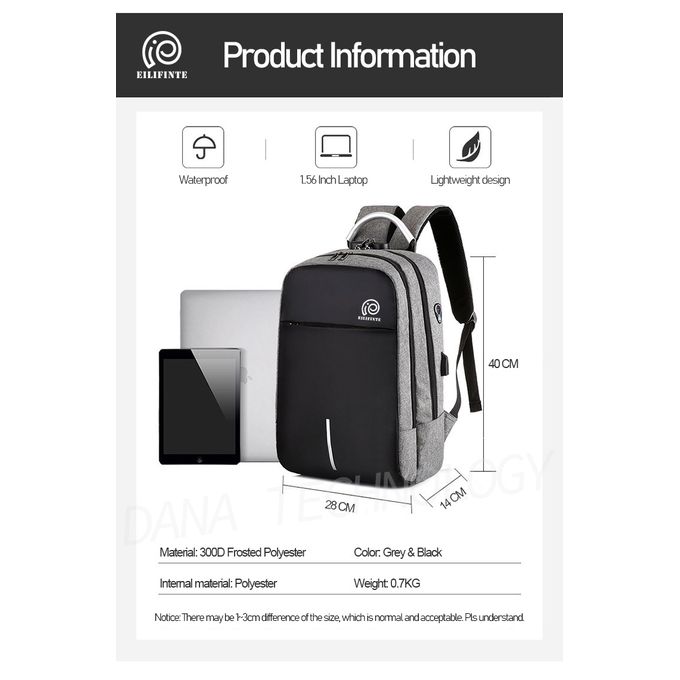 EILIFINTE
Product Information
Waterproof
1.56 Inch Laptop
Lightweight design
EILIFINTE
40 CM
28 CM
14 CM
DANA TECHNOLOGY
Material: 300D Frosted Polyester
Color: Grey & Black
Internal material: Polyester
Weight: 0.7KG
Notice: There may be 1-3cm difference of the size, which is normal and acceptable. Pls understand.